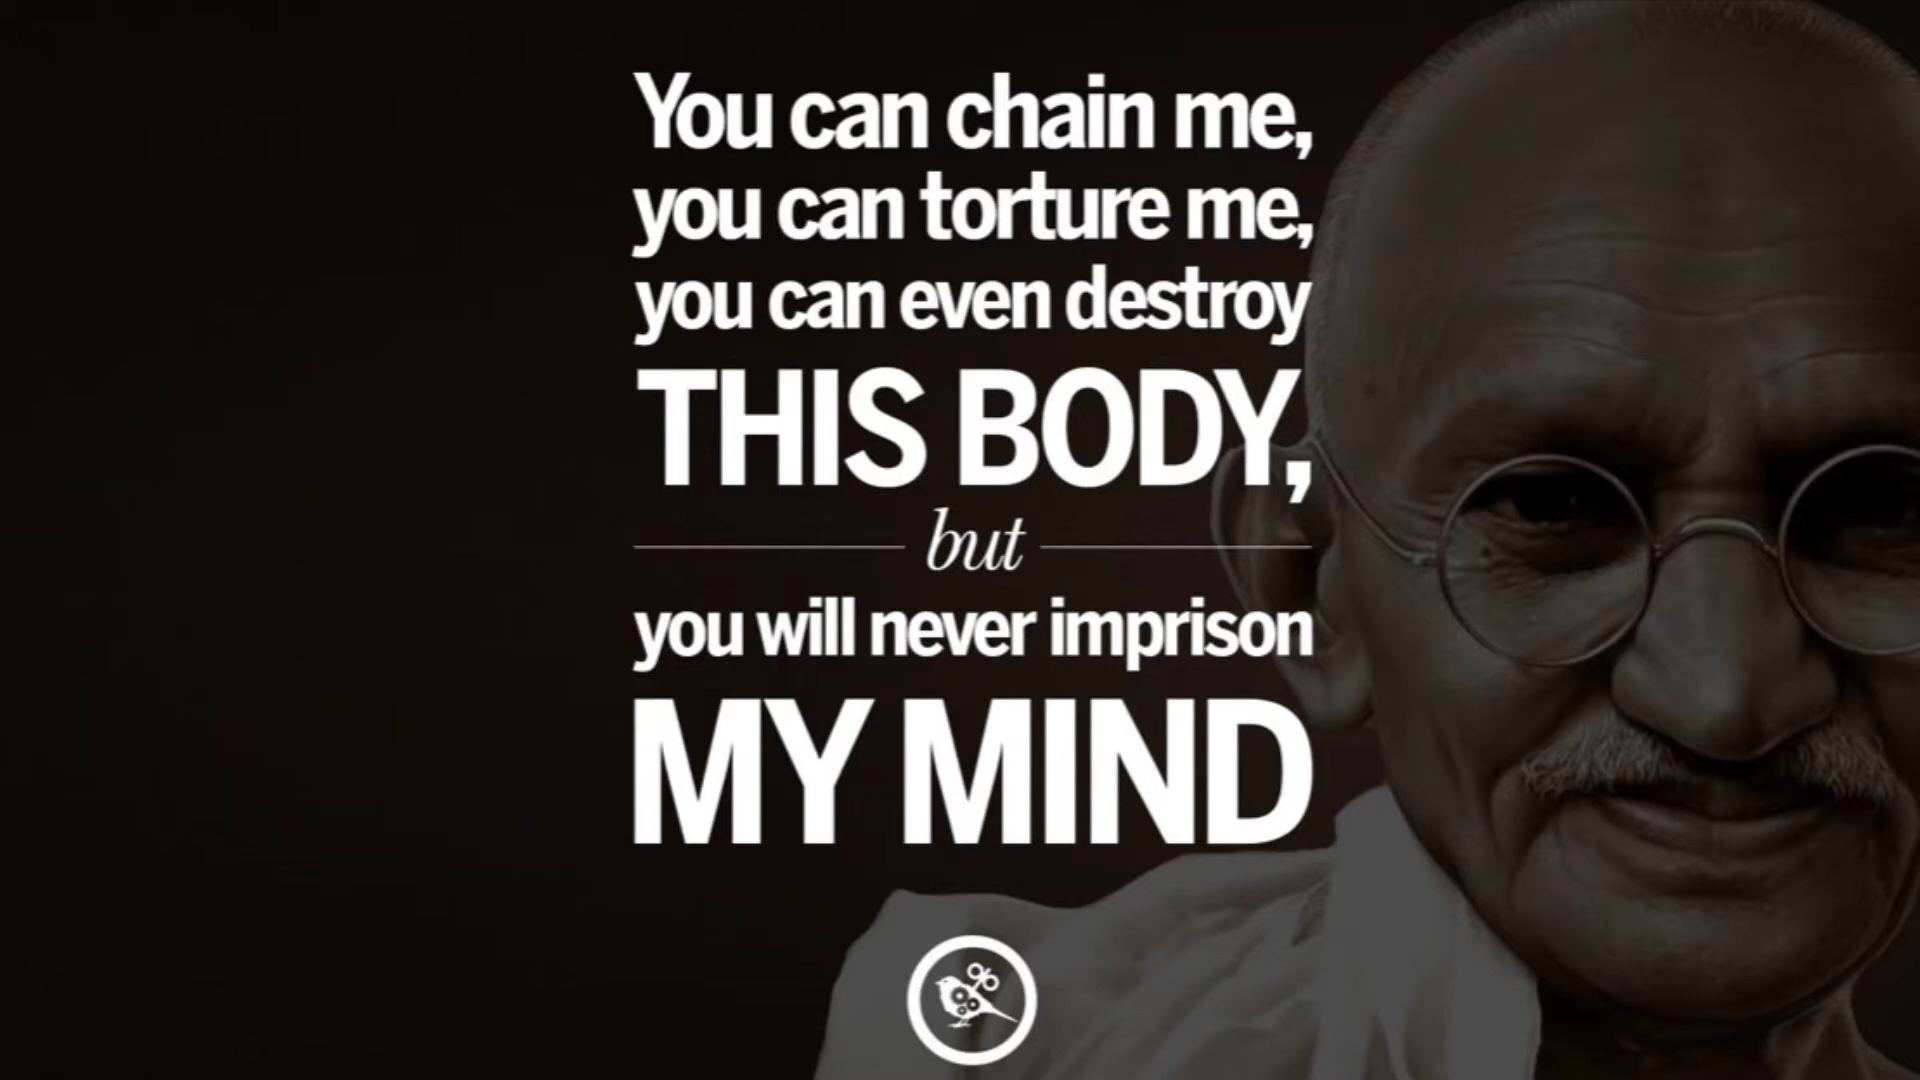 You can chain me,
you can torture me,
you can even destroy
THIS BODY,
but
you will never imprison
MY MIND